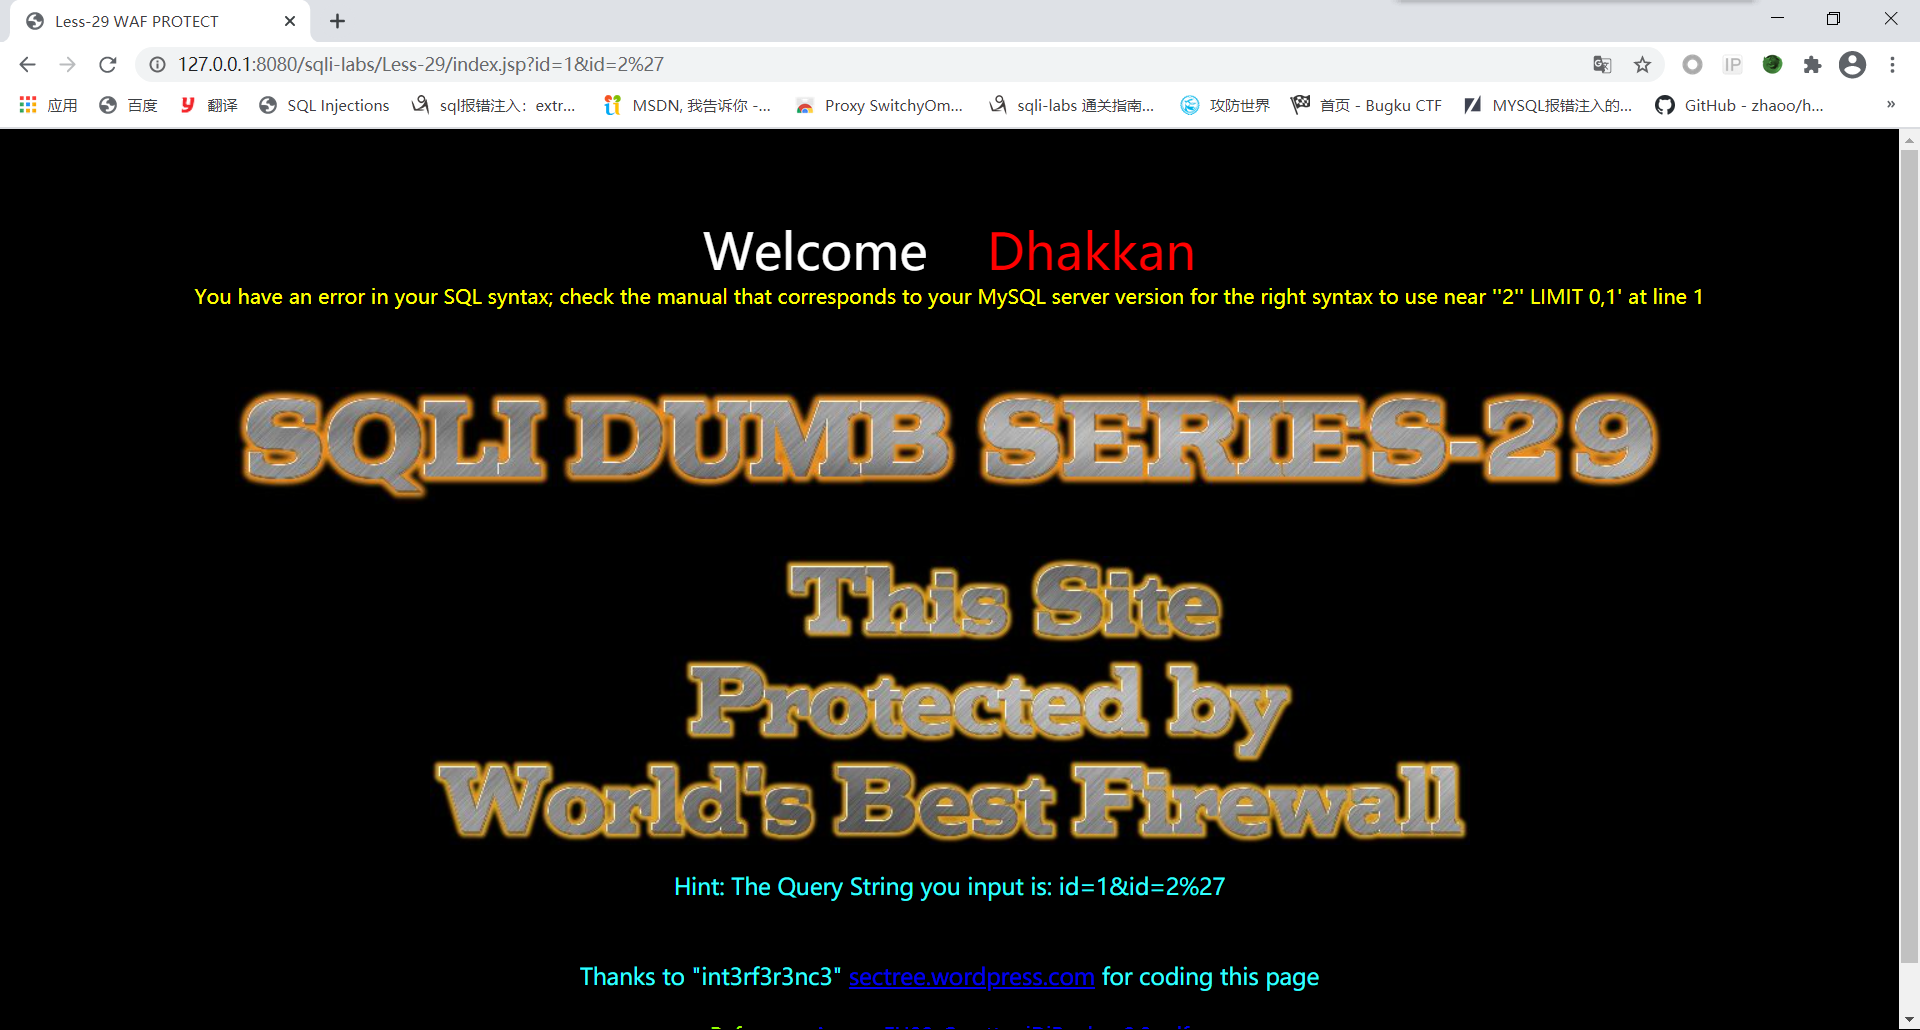 Less-29 WAF PROTECT
127.0.0.1:8080/sqli-labs/Less-29/index.jsp?id=1&id=2%27
IP
应用 百度 翻译 SQL Injections sql报错注入：extr... MSDN, 我告诉你 -... Proxy SwitchyOm... sqli-labs 通关指南... 攻防世界 首页 - Bugku CTF MYSQL报错注入的... GitHub - zhaoo/h... »
Welcome Dhakkan
You have an error in your SQL syntax; check the manual that corresponds to your MySQL server version for the right syntax to use near ''2'' LIMIT 0,1' at line 1
SQLI DUMB SERIES-29
This Site
Protected by
World's Best Firewall
Hint: The Query String you input is: id=1&id=2%27
Thanks to "int3rf3r3nc3" sectree.wordpress.com for coding this page